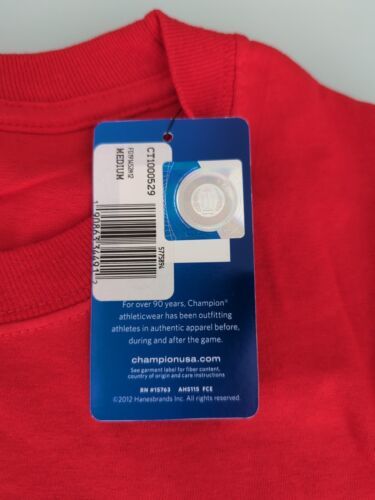 CT1000529
MEDIUM
5775894
For over 90 years, Champion®
athleticwear has been outfitting
athletes in authentic apparel before,
during and after the game.
championusa.com
See garment label for fiber content,
country of origin and care instructions
RN #15763 AHS115 FCE
©2012 Hanesbrands Inc. All rights reserved.